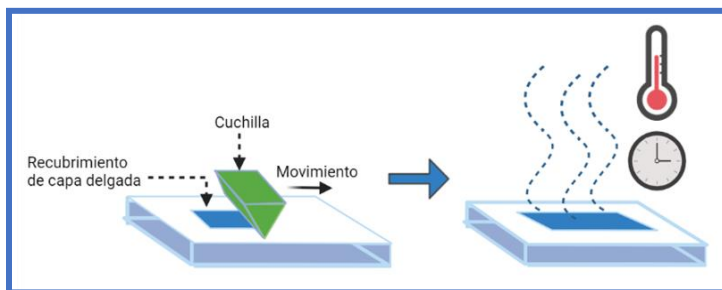 Cuchilla
Recubrimiento
de capa delgada
Movimiento